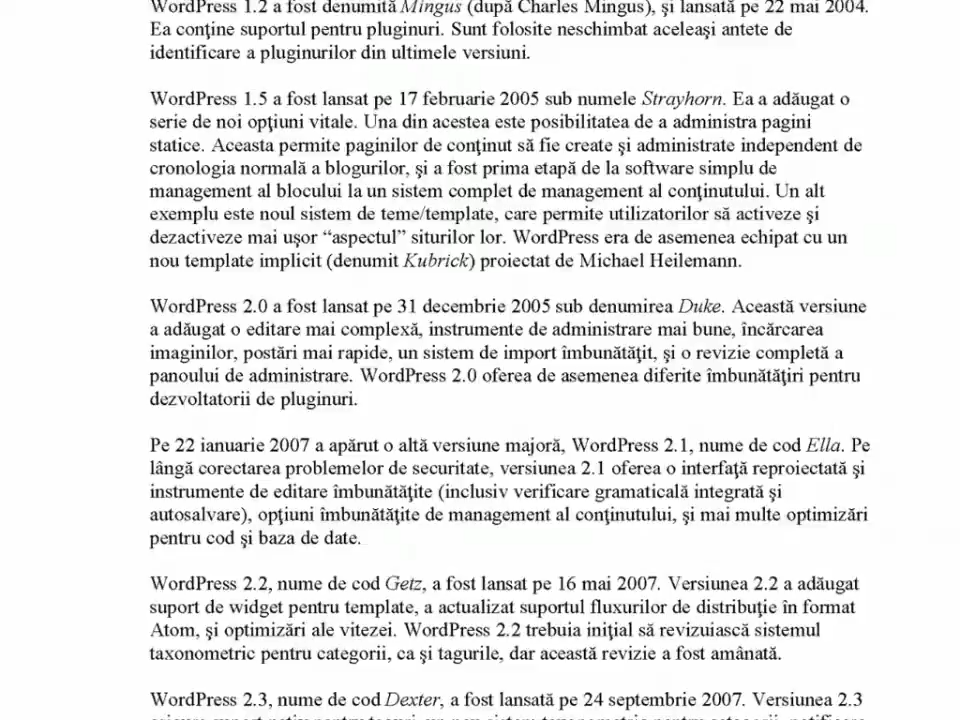 WordPress 1.2 a fost denumită Mingus (după Charles Mingus), şi lansată pe 22 mai 2004.
Ea conţine suportul pentru pluginuri. Sunt folosite neschimbat aceleaşi antete de
identificare a pluginurilor din ultimele versiuni.
WordPress 1.5 a fost lansat pe 17 februarie 2005 sub numele Strayhorn. Ea a adăugat o
serie de noi opţiuni vitale. Una din acestea este posibilitatea de a administra pagini
statice. Aceasta permite paginilor de conţinut să fie create şi administrate independent de
cronologia normală a blogurilor, şi a fost prima etapă de la software simplu de
management al blocului la un sistem complet de management al conţinutului. Un alt
exemplu este noul sistem de teme/template, care permite utilizatorilor să activeze şi
dezactiveze mai uşor “aspectul” siturilor lor. WordPress era de asemenea echipat cu un
nou template implicit (denumit Kubrick) proiectat de Michael Heilemann.
WordPress 2.0 a fost lansat pe 31 decembrie 2005 sub denumirea Duke. Această versiune
a adăugat o editare mai complexă, instrumente de administrare mai bune, încărcarea
imaginilor, postări mai rapide, un sistem de import îmbunătăţit, şi o revizie completă a
panoului de administrare. WordPress 2.0 oferea de asemenea diferite îmbunătăţiri pentru
dezvoltatorii de pluginuri.
Pe 22 ianuarie 2007 a apărut o altă versiune majoră, WordPress 2.1, nume de cod Ella. Pe
lângă corectarea problemelor de securitate, versiunea 2.1 oferea o interfaţă reproiectată şi
instrumente de editare îmbunătăţite (inclusiv verificare gramaticală integrată şi
autosalvare), opţiuni îmbunătăţite de management al conţinutului, şi mai multe optimizări
pentru cod şi baza de date.
WordPress 2.2, nume de cod Getz, a fost lansat pe 16 mai 2007. Versiunea 2.2 a adăugat
suport de widget pentru template, a actualizat suportul fluxurilor de distribuţie în format
Atom, şi optimizări ale vitezei. WordPress 2.2 trebuia iniţial să revizuiască sistemul
taxonometric pentru categorii, ca şi tagurile, dar această revizie a fost amânată.
WordPress 2.3, nume de cod Dexter, a fost lansată pe 24 septembrie 2007. Versiunea 2.3